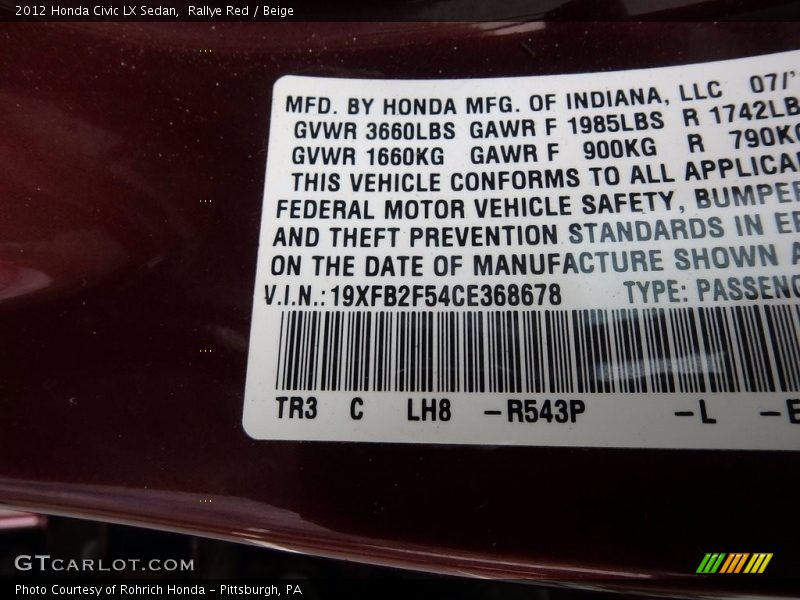 2012 Honda Civic LX Sedan,  Rallye Red / Beige
MFD. BY HONDA MFG. OF INDIANA, LLC 07/'
GVWR 3660LBS GAWR F 1985LBS R 1742LB
GVWR 1660KG GAWR F 900KG R 790KG
THIS VEHICLE CONFORMS TO ALL APPLICA
FEDERAL MOTOR VEHICLE SAFETY, BUMPE
AND THEFT PREVENTION STANDARDS IN
ON THE DATE OF MANUFACTURE SHOWN A
V.I.N.:19XFB2F54CE368678 TYPE: PASSENG
TR3 C LH8 -R543P -L -E
GTCARLOT.COM
Photo Courtesy of Rohrich Honda - Pittsburgh, PA